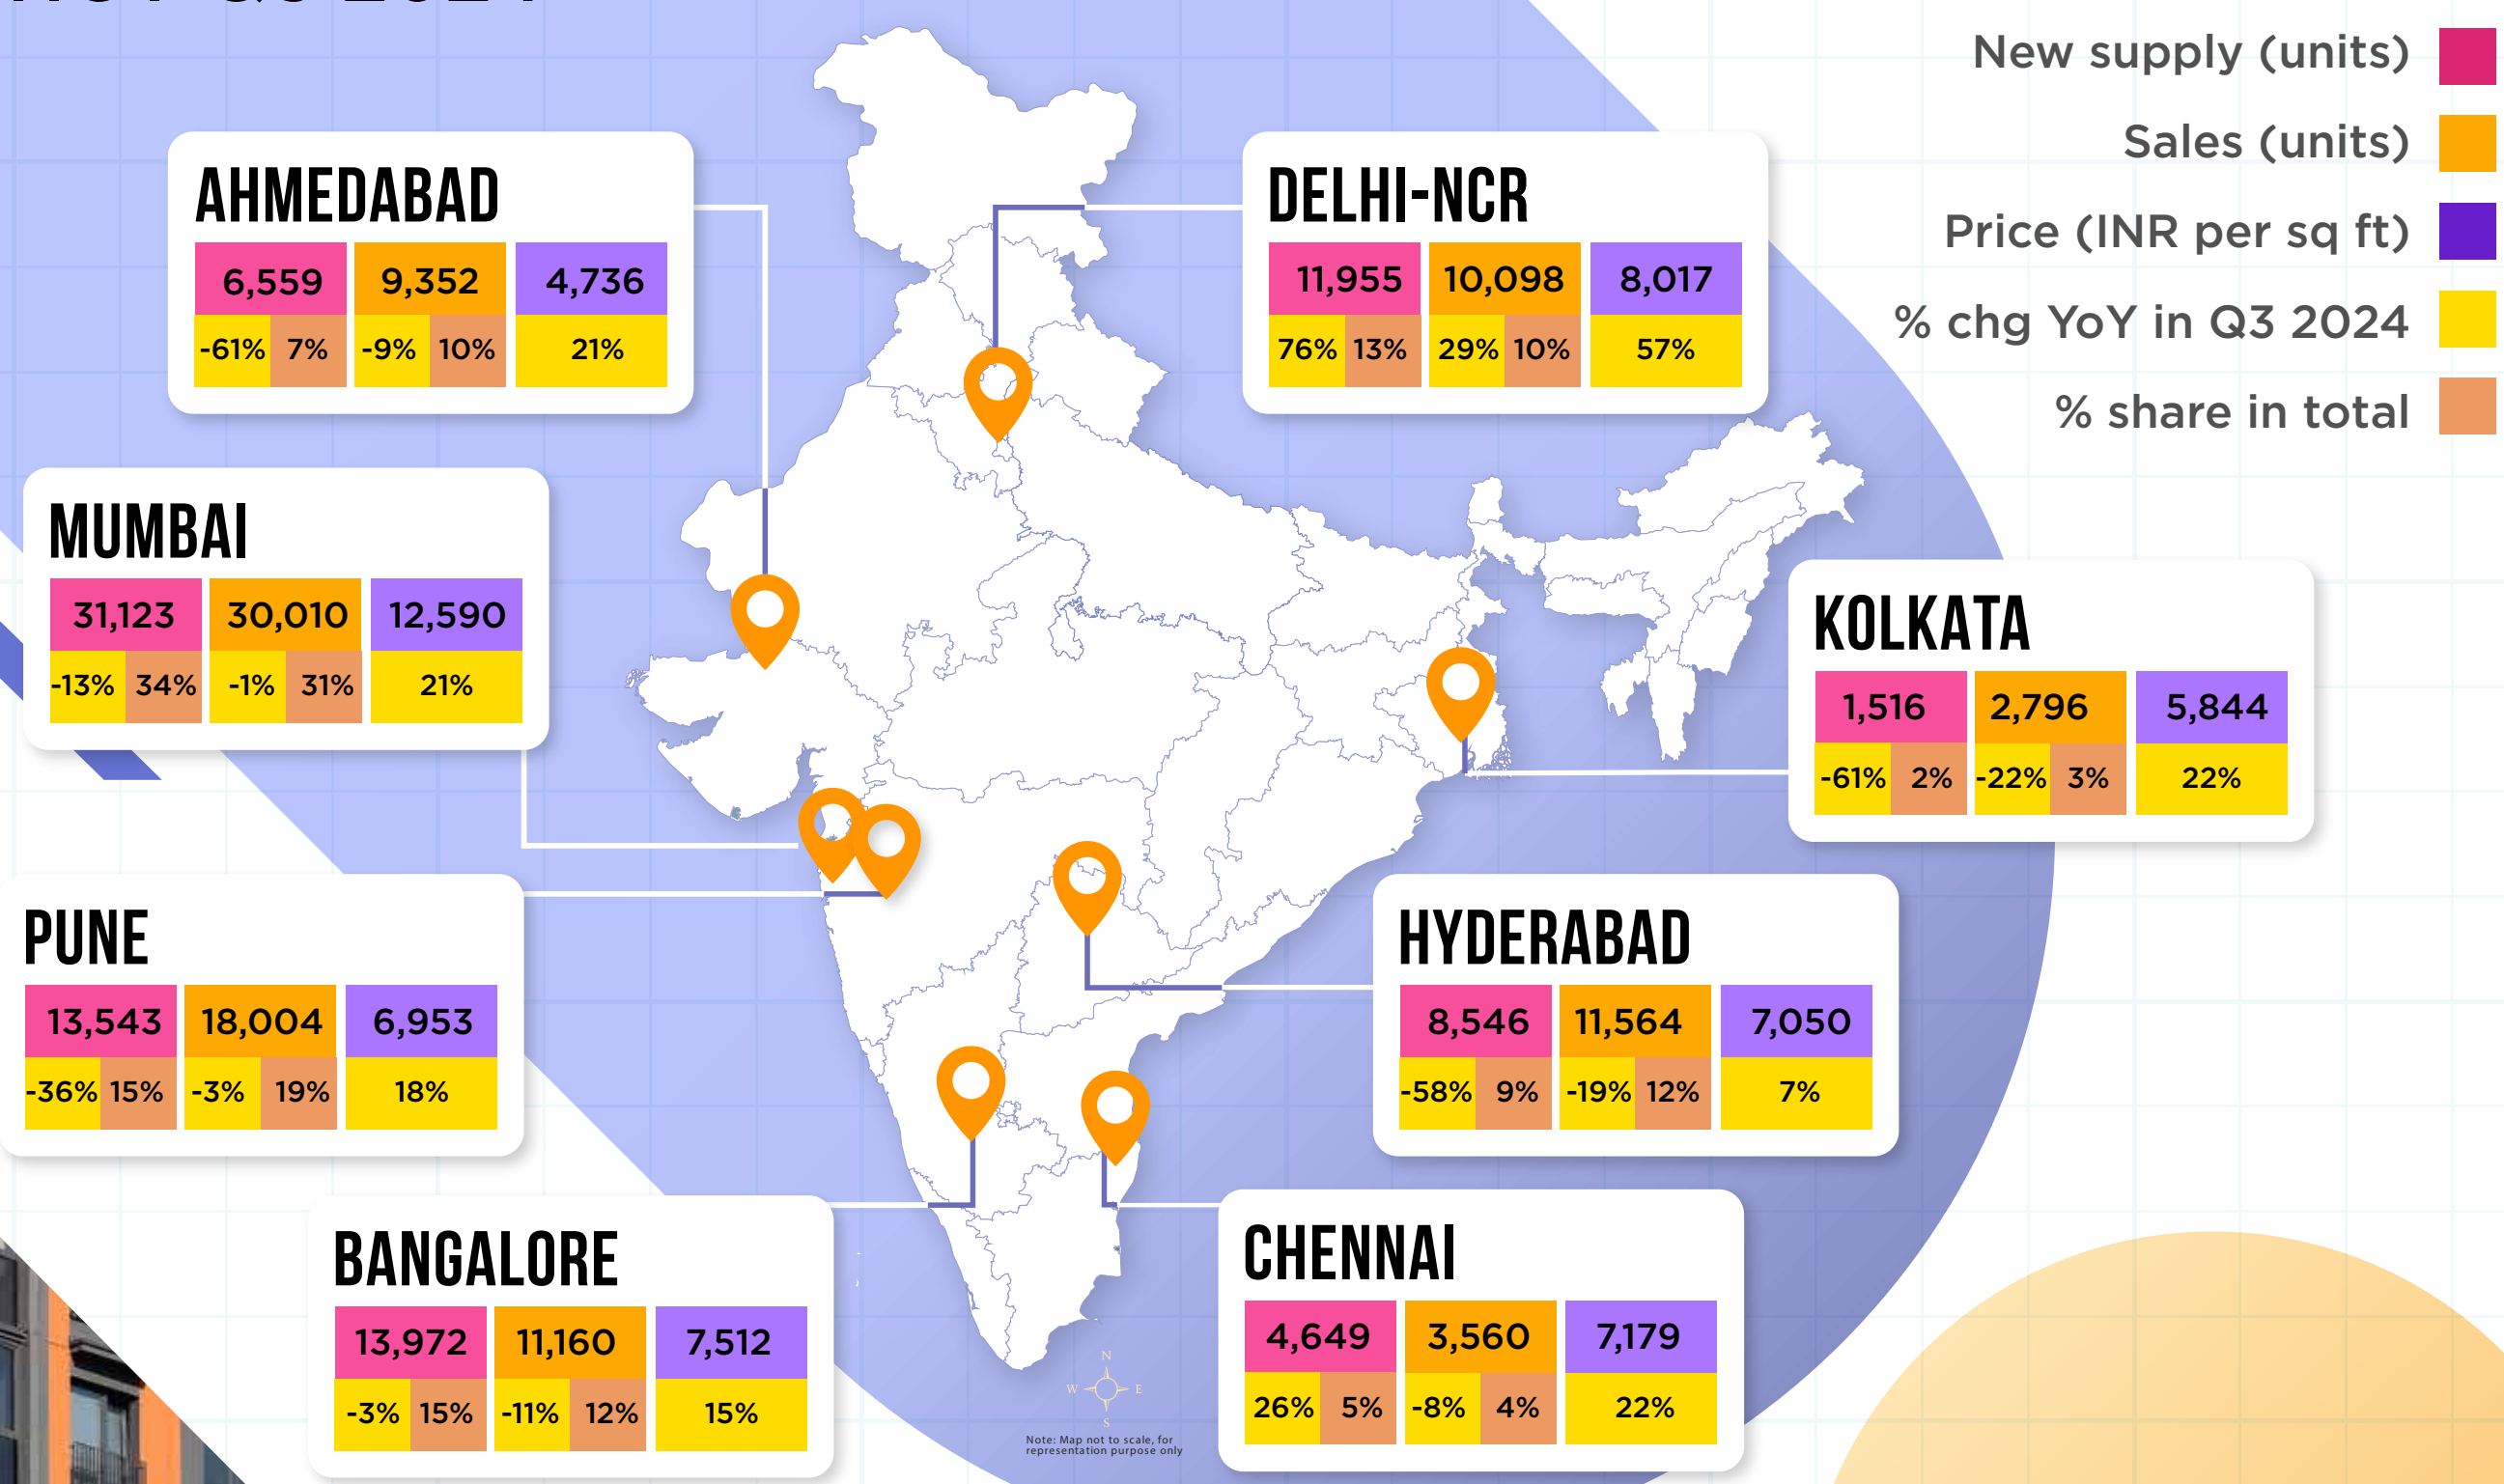 New supply (units)
Sales (units)
Price (INR per sq ft)
% chg YoY in Q3 2024
% share in total
AHMEDABAD
6,559 9,352 4,736
-61% 7% -9% 10% 21%
DELHI-NCR
11,955 10,098 8,017
76% 13% 29% 10% 57%
MUMBAI
31,123 30,010 12,590
-13% 34% -1% 31% 21%
KOLKATA
1,516 2,796 5,844
-61% 2% -22% 3% 22%
PUNE
13,543 18,004 6,953
-36% 15% -3% 19% 18%
HYDERABAD
8,546 11,564 7,050
-58% 9% -19% 12% 7%
BANGALORE
13,972 11,160 7,512
-3% 15% -11% 12% 15%
CHENNAI
4,649 3,560 7,179
26% 5% -8% 4% 22%
N
W E
S
Note: Map not to scale, for
representation purpose only